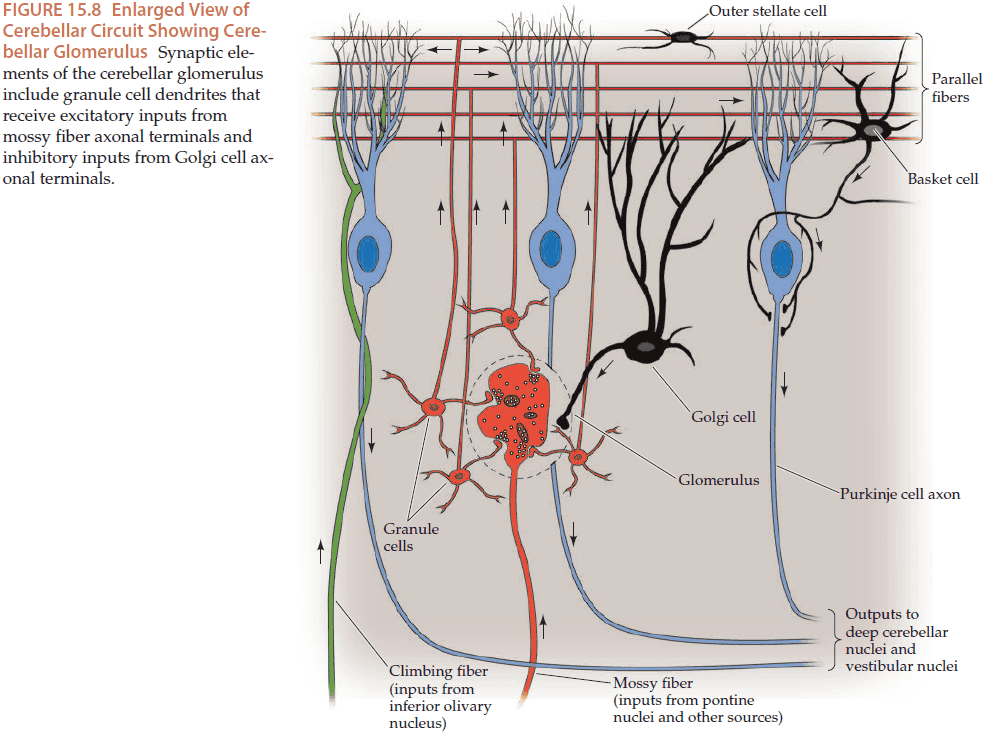 FIGURE 15.8 Enlarged View of
Cerebellar Circuit Showing Cere-
bellar Glomerulus Synaptic ele-
ments of the cerebellar glomerulus
include granule cell dendrites that
receive excitatory inputs from
mossy fiber axonal terminals and
inhibitory inputs from Golgi cell ax-
onal terminals.
Outer stellate cell
Parallel
fibers
Basket cell
Golgi cell
Glomerulus
Purkinje cell axon
Granule
cells
Outputs to
deep cerebellar
nuclei and
vestibular nuclei
Climbing fiber
(inputs from
inferior olivary
nucleus)
Mossy fiber
(inputs from pontine
nuclei and other sources)